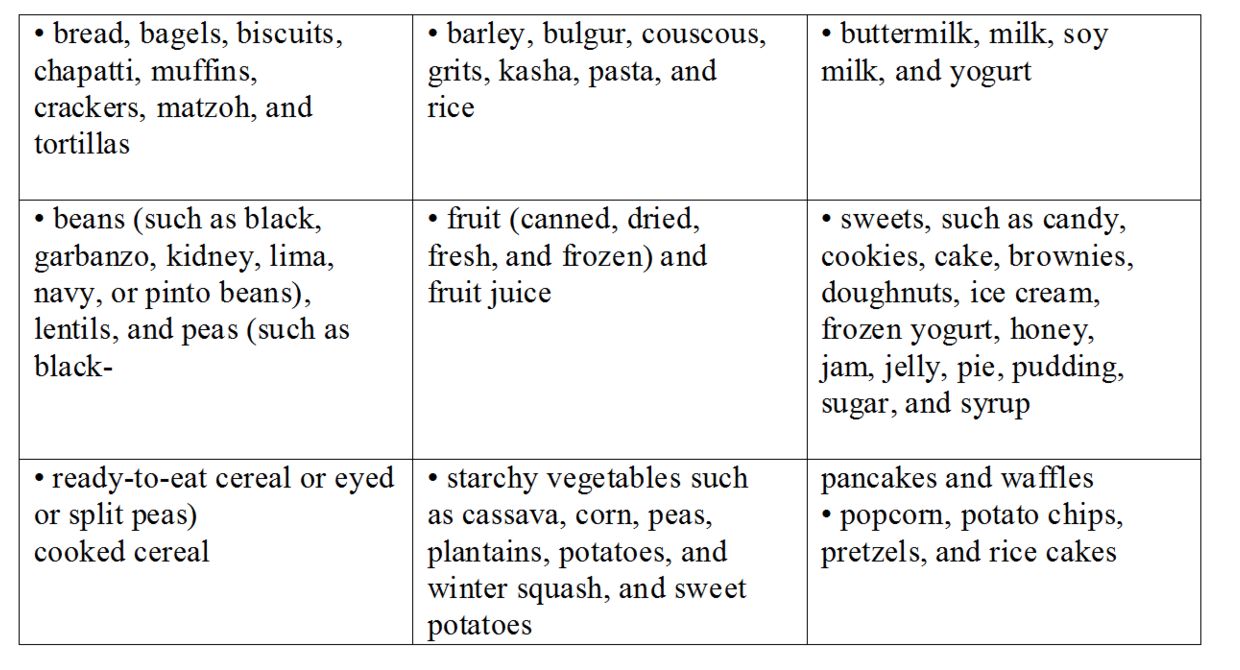 • bread, bagels, biscuits,
chapatti, muffins,
crackers, matzoh, and
tortillas
• barley, bulgur, couscous,
grits, kasha, pasta, and
rice
• buttermilk, milk, soy
milk, and yogurt
• beans (such as black,
garbanzo, kidney, lima,
navy, or pinto beans),
lentils, and peas (such as
black-
• fruit (canned, dried,
fresh, and frozen) and
fruit juice
• sweets, such as candy,
cookies, cake, brownies,
doughnuts, ice cream,
frozen yogurt, honey,
jam, jelly, pie, pudding,
sugar, and syrup
• ready-to-eat cereal or eyed
or split peas)
cooked cereal
• starchy vegetables such
as cassava, corn, peas,
plantains, potatoes, and
winter squash, and sweet
potatoes
pancakes and waffles
• popcorn, potato chips,
pretzels, and rice cakes